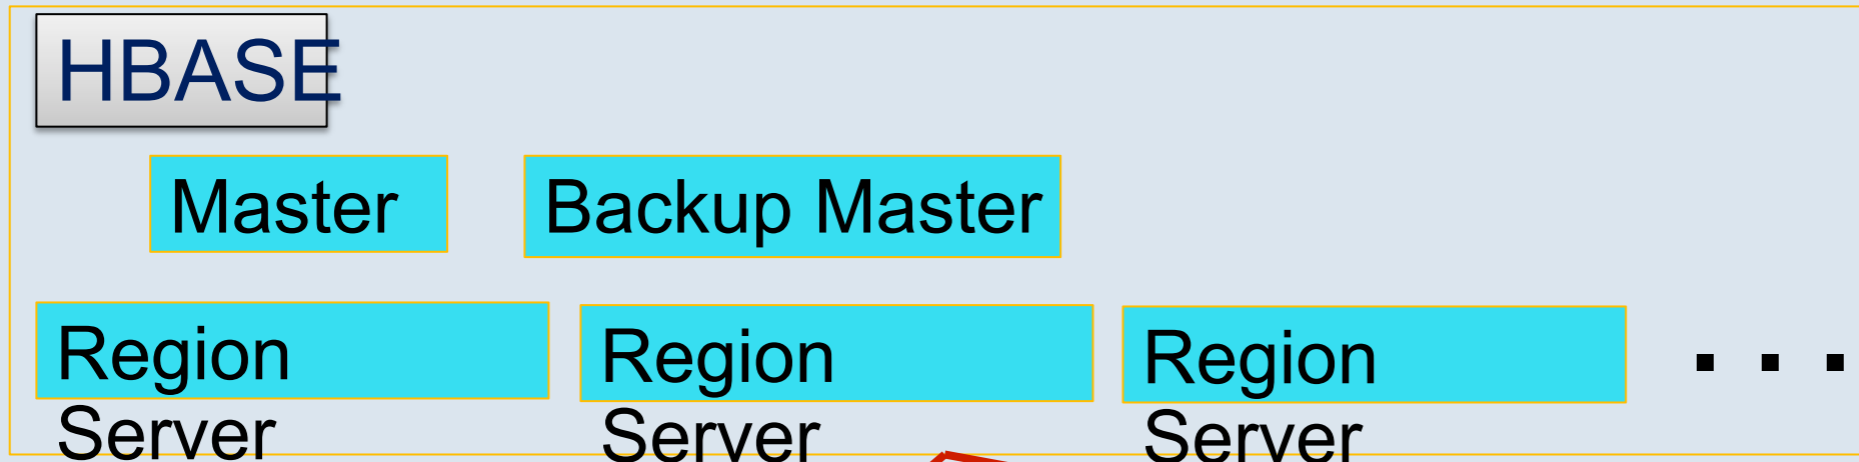 HBASE
Master
Backup Master
Region
Server
Region
Server
Region
Server
. . .